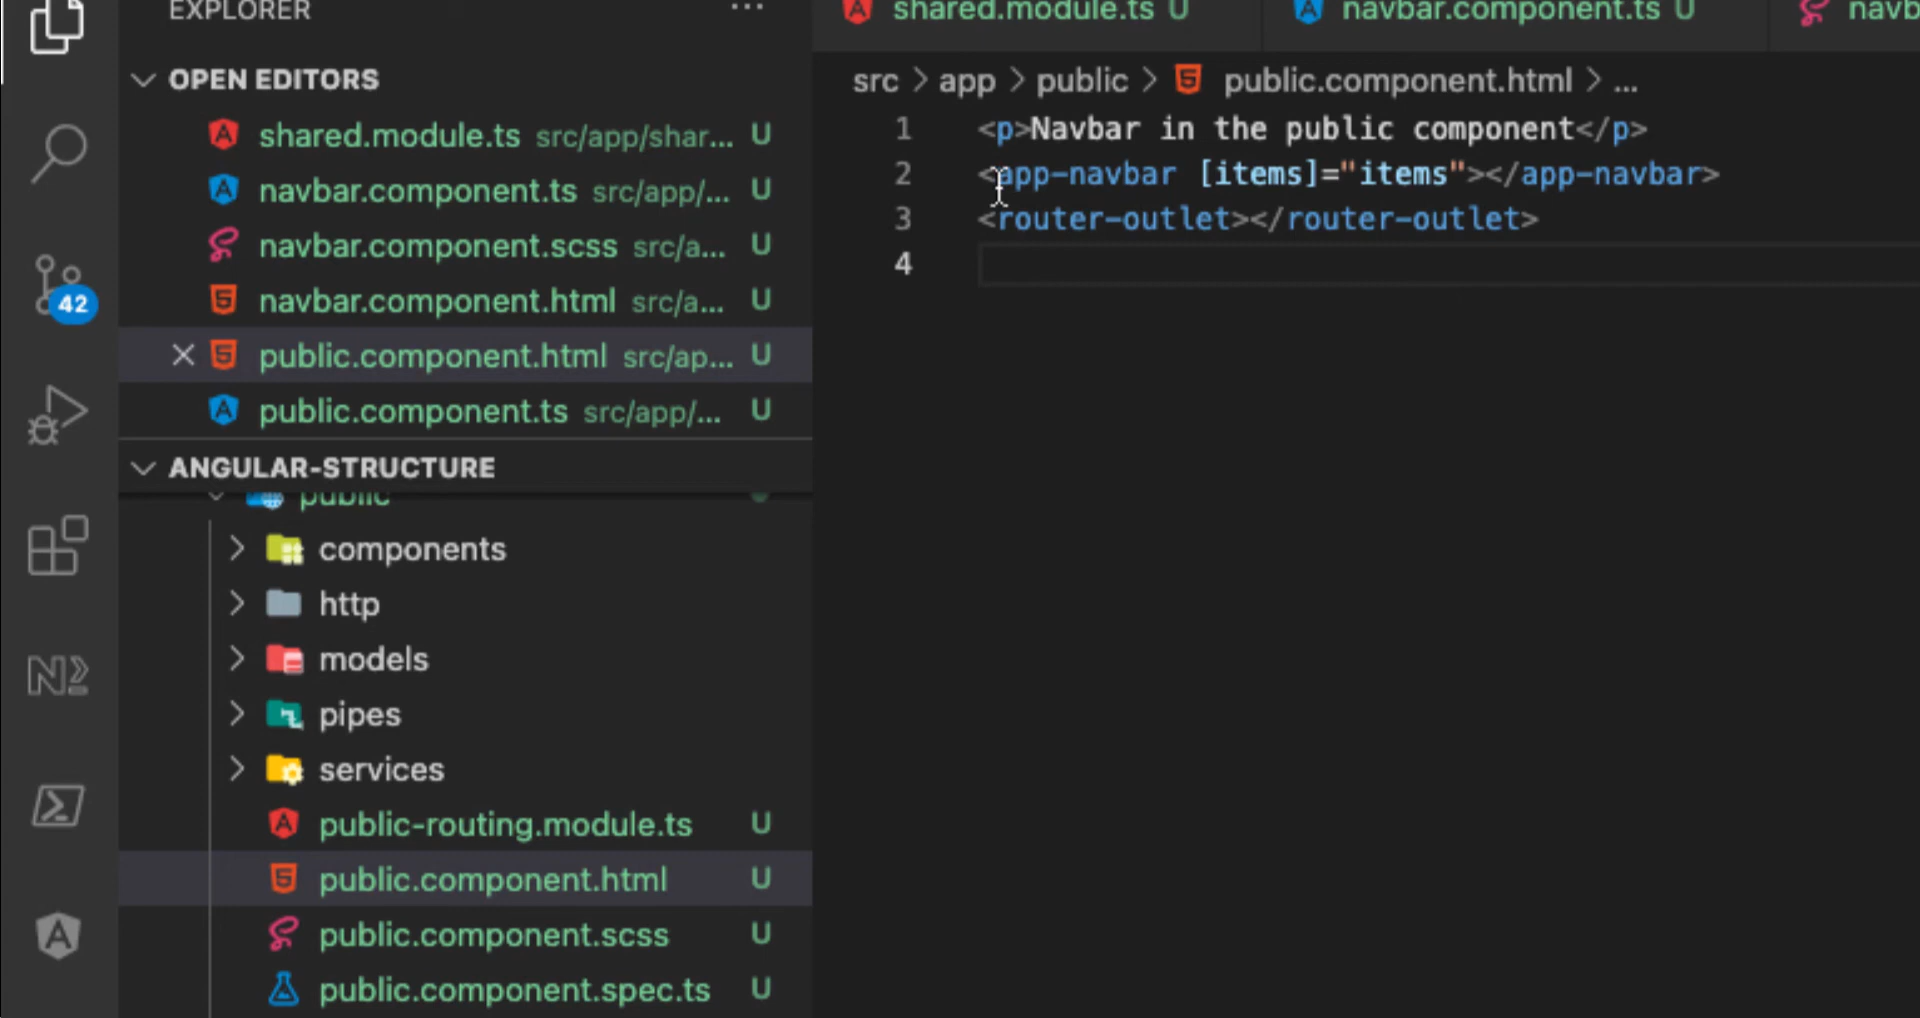 EXPLORER ...
OPEN EDITORS
shared.module.ts src/app/shar... U
navbar.component.ts src/app/... U
navbar.component.scss src/a... U
navbar.component.html src/a... U
public.component.html src/ap... U
public.component.ts src/app/... U
ANGULAR-STRUCTURE
public
components
http
models
pipes
services
public-routing.module.ts U
public.component.html U
public.component.scss U
public.component.spec.ts U
42
shared.module.ts U navbar.component.ts U navb
src > app > public > public.component.html > ...
1 <p>Navbar in the public component</p>
2 <app-navbar [items]="items"></app-navbar>
3 <router-outlet></router-outlet>
4